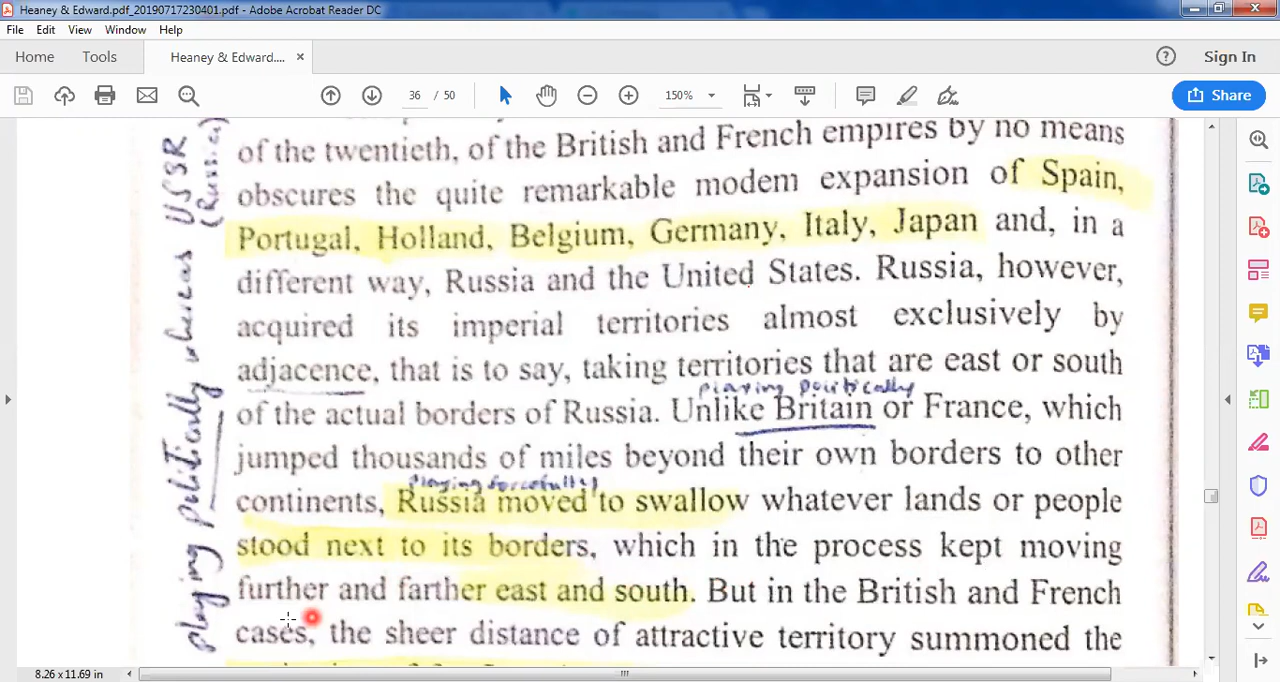 Heaney & Edward.pdf_20190717230401.pdf - Adobe Acrobat Reader DC
File Edit View Window Help
Home Tools Heaney & Edward.... × Sign In
36 / 50 150% Share
of the twentieth, of the British and French empires by no means
obscures the quite remarkable modem expansion of Spain,
Portugal, Holland, Belgium, Germany, Italy, Japan and, in a
different way, Russia and the United States. Russia, however,
acquired its imperial territories almost exclusively by
adjacence, that is to say, taking territories that are east or south
playing politically
of the actual borders of Russia. Unlike Britain or France, which
jumped thousands of miles beyond their own borders to other
playing forcefully
continents, Russia moved to swallow whatever lands or people
stood next to its borders, which in the process kept moving
further and farther east and south. But in the British and French
cases, the sheer distance of attractive territory summoned the
playing politically whereas USSR
(Russia)
8.26 x 11.69 in